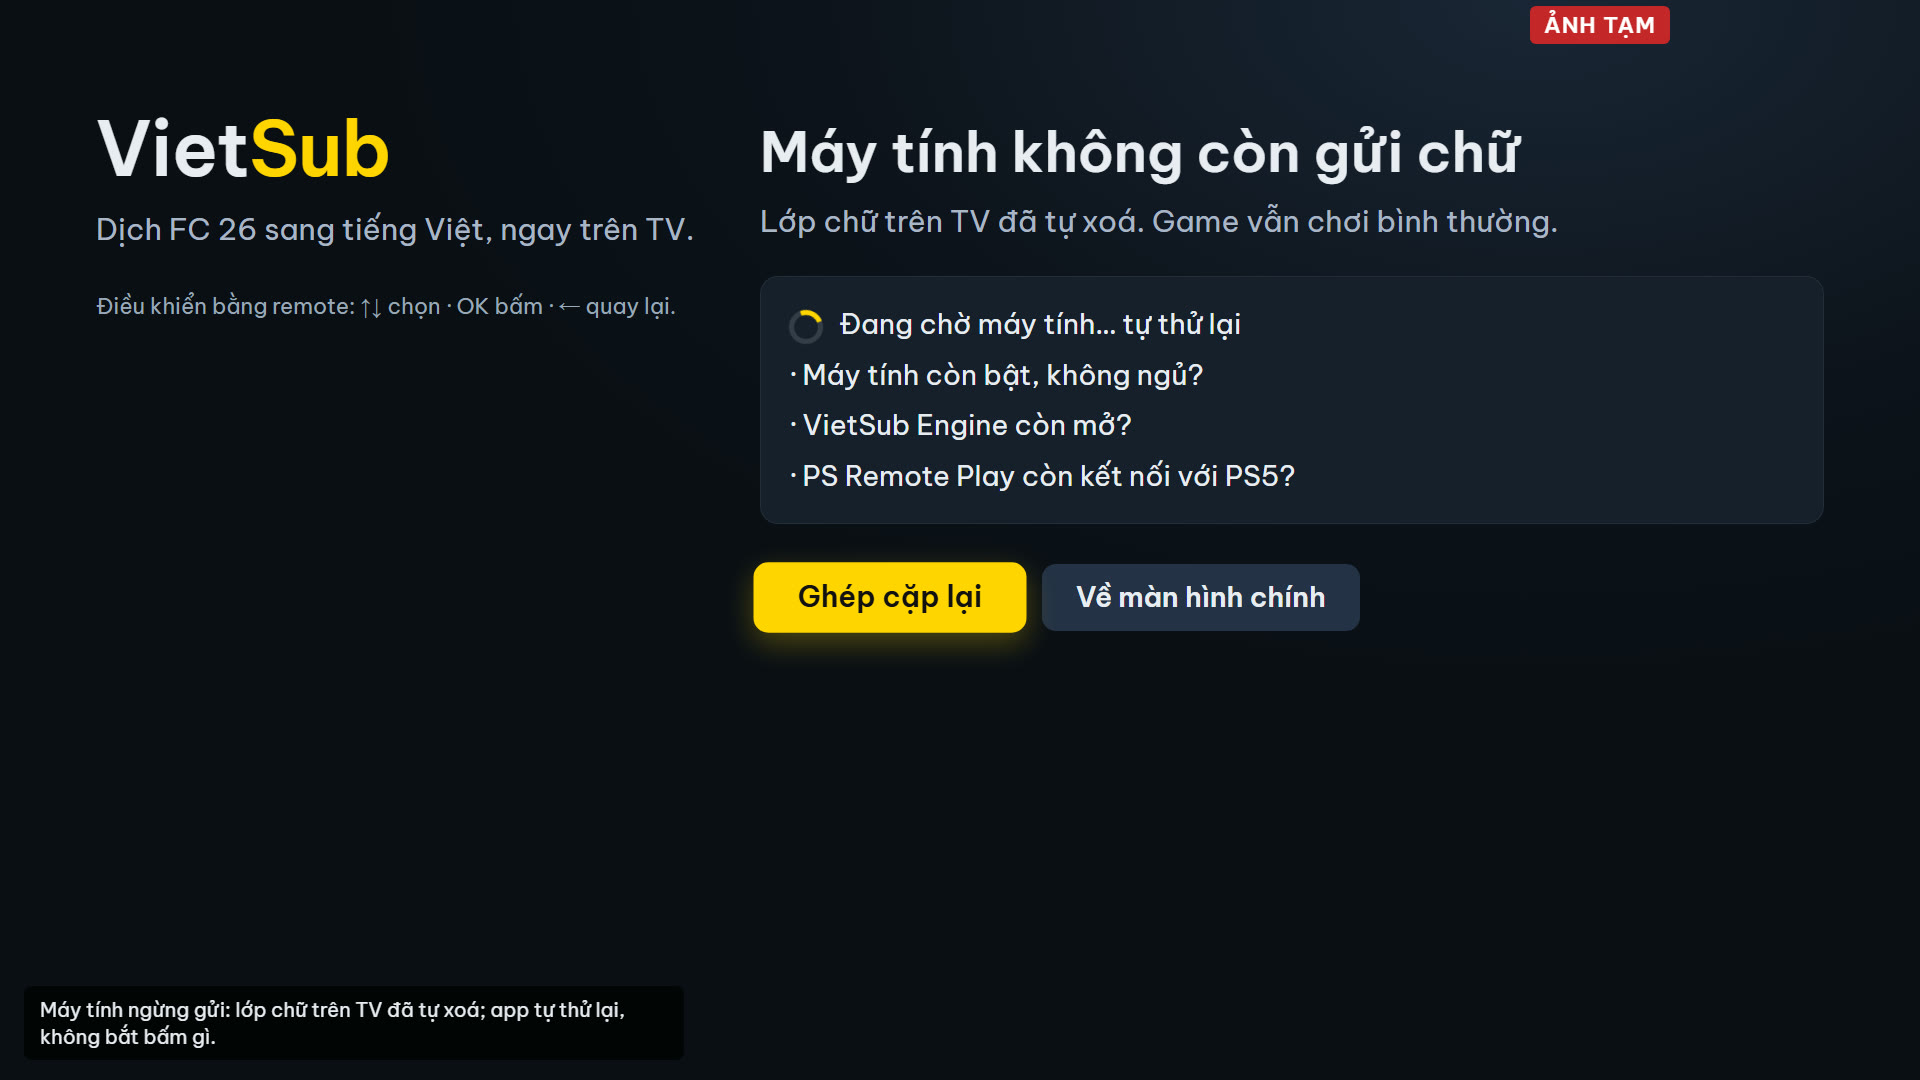 ẢNH TẠM
VietSub
Dịch FC 26 sang tiếng Việt, ngay trên TV.
Điều khiển bằng remote: ↑↓ chọn · OK bấm · ← quay lại.
Máy tính không còn gửi chữ
Lớp chữ trên TV đã tự xoá. Game vẫn chơi bình thường.
Đang chờ máy tính... tự thử lại
· Máy tính còn bật, không ngủ?
· VietSub Engine còn mở?
· PS Remote Play còn kết nối với PS5?
Ghép cặp lại
Về màn hình chính
Máy tính ngừng gửi: lớp chữ trên TV đã tự xoá; app tự thử lại,
không bắt bấm gì.